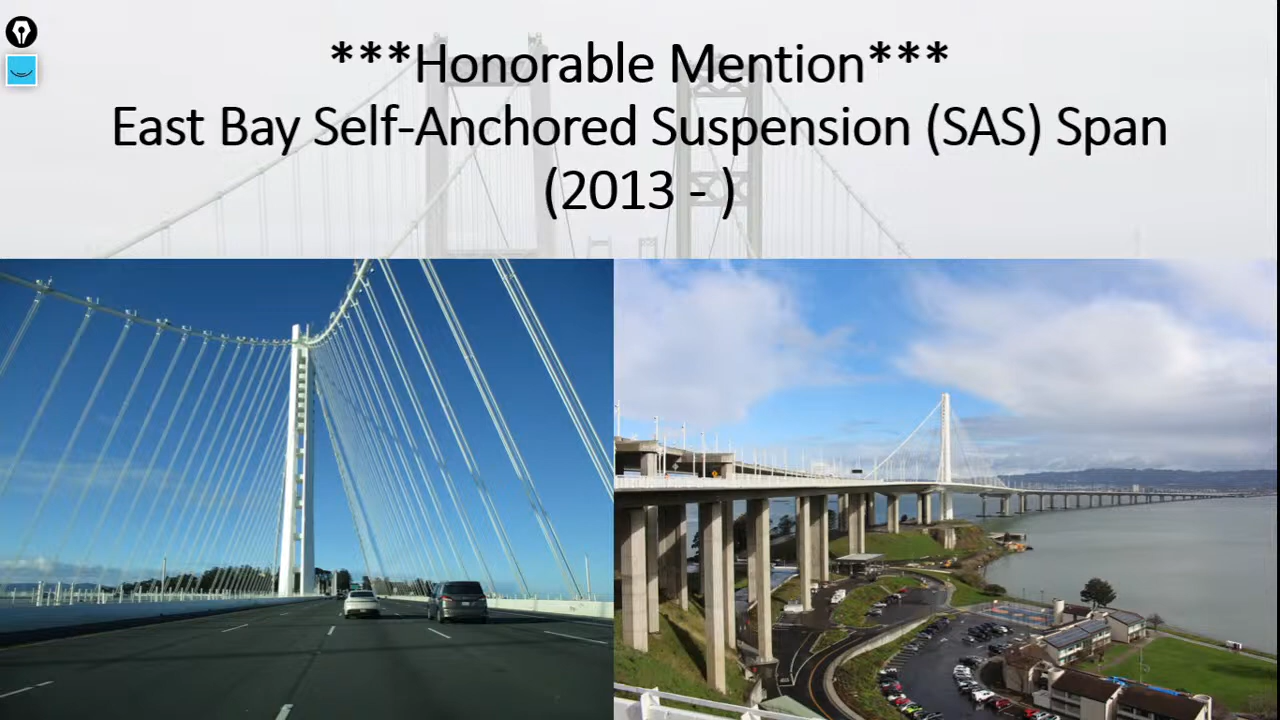 ***Honorable Mention***
East Bay Self-Anchored Suspension (SAS) Span
(2013 - )